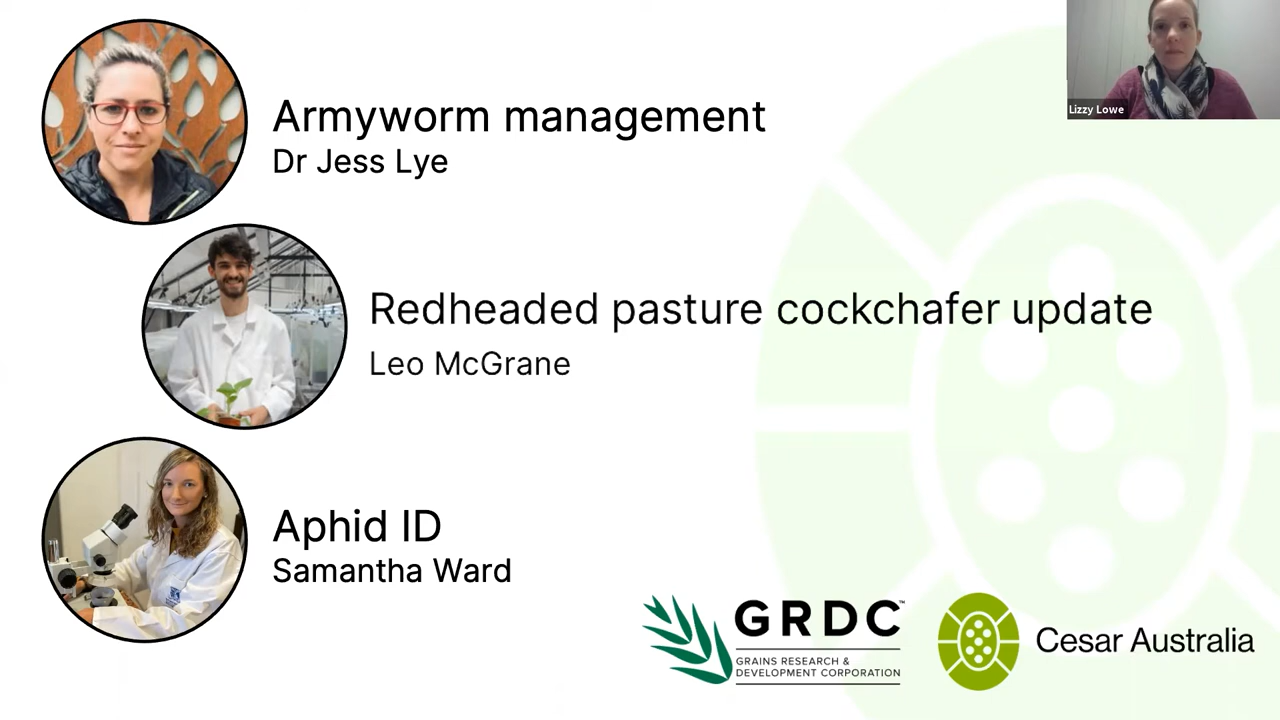 Lizzy Lowe
Armyworm management
Dr Jess Lye
Redheaded pasture cockchafer update
Leo McGrane
Aphid ID
Samantha Ward
GRDC™
GRAINS RESEARCH &
DEVELOPMENT CORPORATION
Cesar Australia